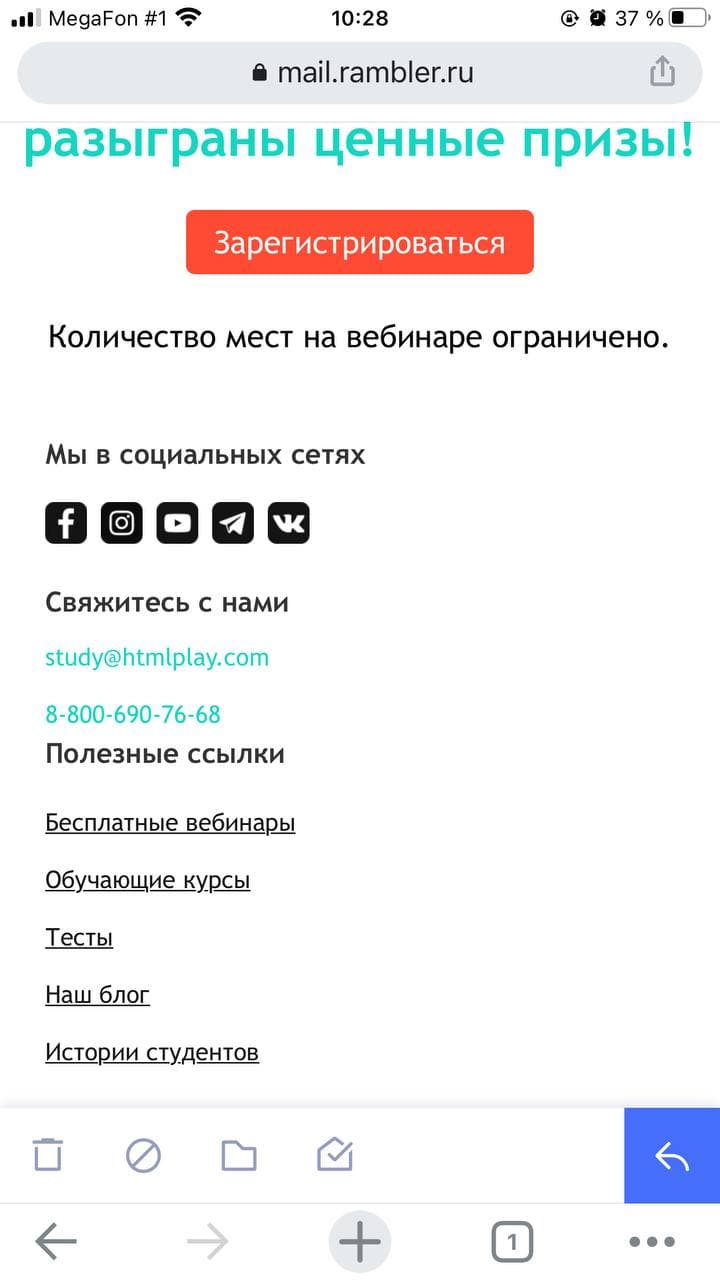 MegaFon #1 10:28 37 %
mail.rambler.ru
разыграны ценные призы!
Зарегистрироваться
Количество мест на вебинаре ограничено.
Мы в социальных сетях
Свяжитесь с нами
study@htmlplay.com
8-800-690-76-68
Полезные ссылки
Бесплатные вебинары
Обучающие курсы
Тесты
Наш блог
Истории студентов
1